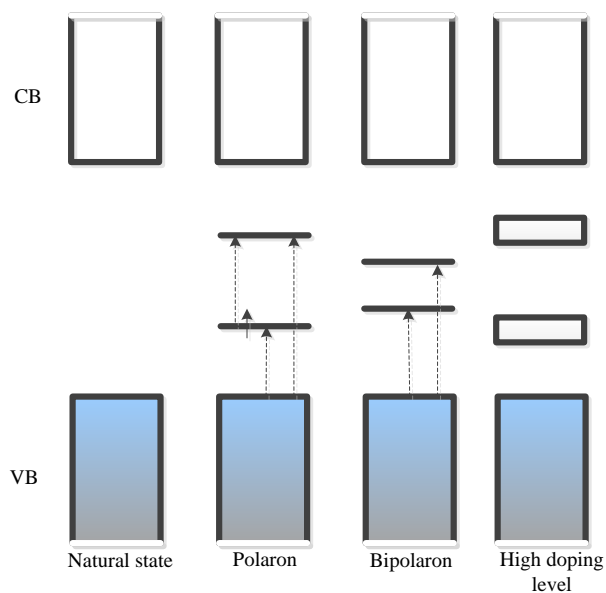 CB
VB
Natural state
Polaron
Bipolaron
High doping
level